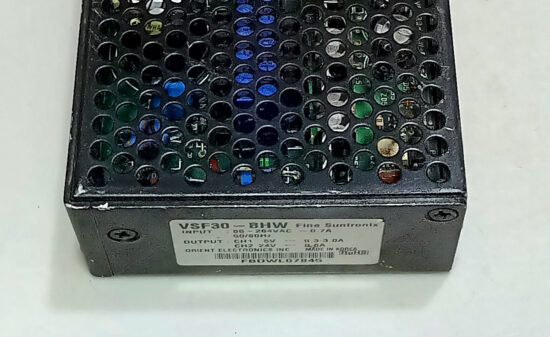 VSF30-BHW Fine Suntronix
INPUT 85-264VAC ~ 0.7A
50/60Hz
OUTPUT CH1 5V 0.3-3.0A
CH2 24V 0.6A
ORIENT ELECTRONICS INC MADE IN KOREA
RoHS
FBDWL07845